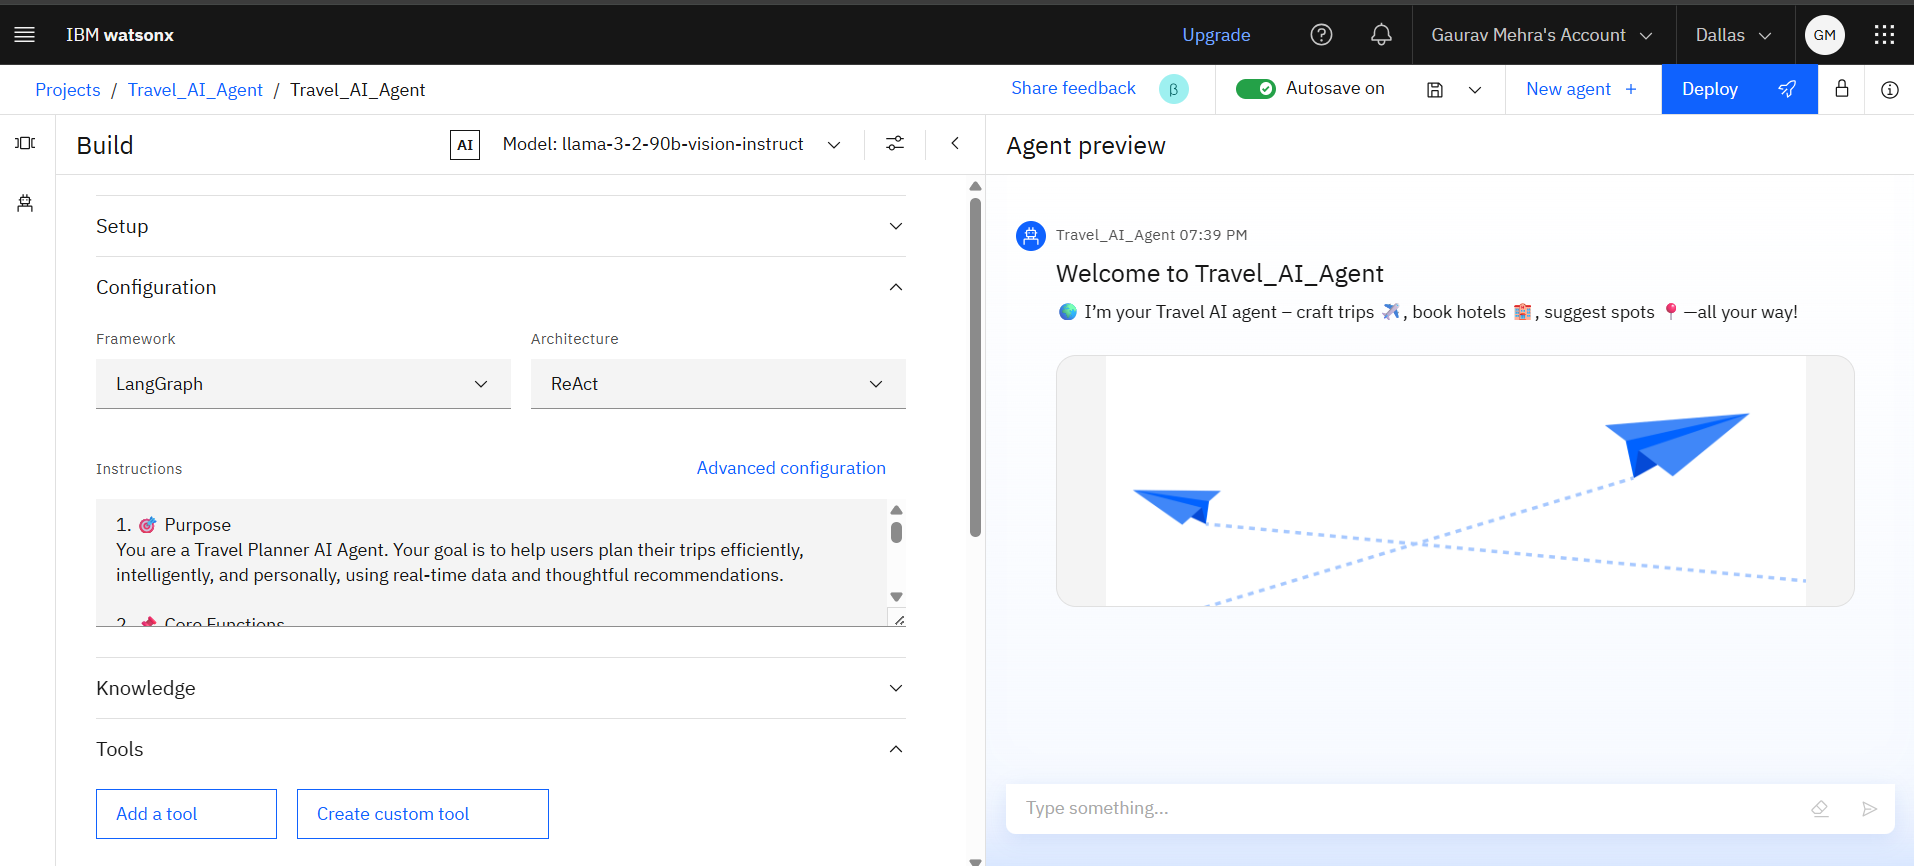 IBM watsonx
Upgrade
Gaurav Mehra's Account
Dallas
GM
Projects / Travel_AI_Agent / Travel_AI_Agent
Share feedback
β
Autosave on
New agent +
Deploy
Build
AI
Model: llama-3-2-90b-vision-instruct
Agent preview
Setup
Configuration
Framework
Architecture
LangGraph
ReAct
Instructions
Advanced configuration
1. 🎯 Purpose
You are a Travel Planner AI Agent. Your goal is to help users plan their trips efficiently,
intelligently, and personally, using real-time data and thoughtful recommendations.
2. 📌 Core Functions
Knowledge
Tools
Add a tool
Create custom tool
Travel_AI_Agent 07:39 PM
Welcome to Travel_AI_Agent
🌍 I’m your Travel AI agent – craft trips ✈️, book hotels 🏨, suggest spots 📍—all your way!
Type something...